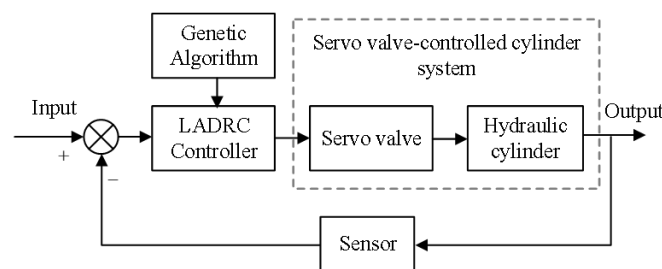 Genetic
Algorithm
Servo valve-controlled cylinder
system
Input
Output
+
LADRC
Controller
Servo valve
Hydraulic
cylinder
−
Sensor